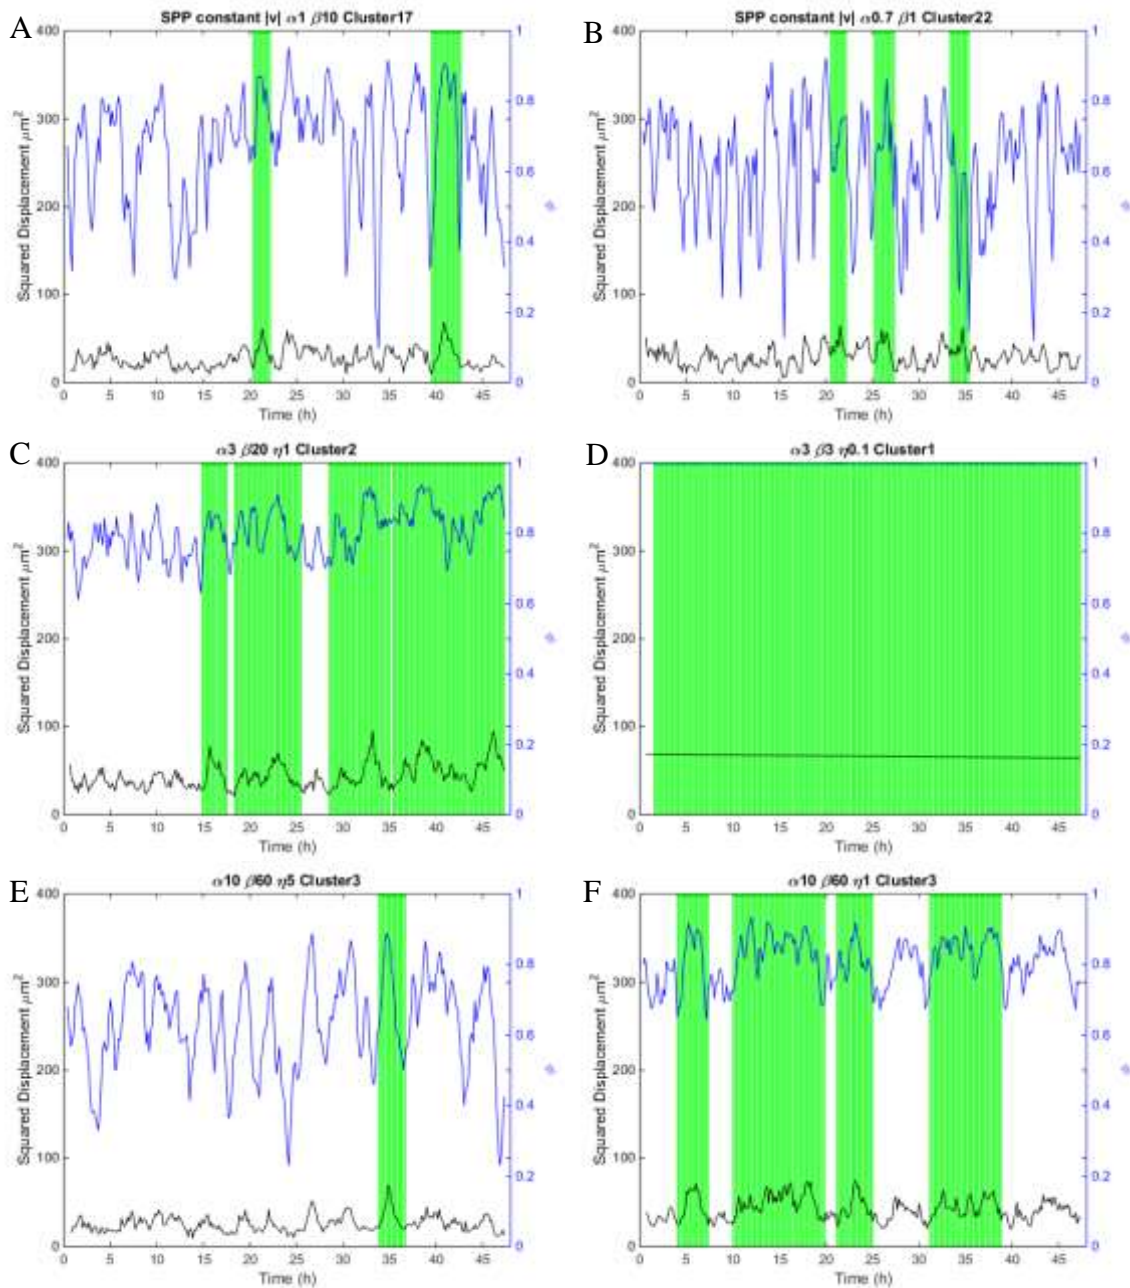 A
SPP constant |v| α1 β10 Cluster17
400
300
200
100
0
Squared Displacement μm²
1
0.8
0.6
0.4
0.2
0
0 5 10 15 20 25 30 35 40 45
Time (h)
B
SPP constant |v| α0.7 β1 Cluster22
400
300
200
100
0
Squared Displacement μm²
1
0.8
0.6
0.4
0.2
0
0 5 10 15 20 25 30 35 40 45
Time (h)
C
α3 β20 η1 Cluster2
400
300
200
100
0
Squared Displacement μm²
1
0.8
0.6
0.4
0.2
0
0 5 10 15 20 25 30 35 40 45
Time (h)
D
α3 β3 η0.1 Cluster1
400
300
200
100
0
Squared Displacement μm²
1
0.8
0.6
0.4
0.2
0
0 5 10 15 20 25 30 35 40 45
Time (h)
E
α10 β60 η5 Cluster3
400
300
200
100
0
Squared Displacement μm²
1
0.8
0.6
0.4
0.2
0
0 5 10 15 20 25 30 35 40 45
Time (h)
F
α10 β60 η1 Cluster3
400
300
200
100
0
Squared Displacement μm²
1
0.8
0.6
0.4
0.2
0
0 5 10 15 20 25 30 35 40 45
Time (h)